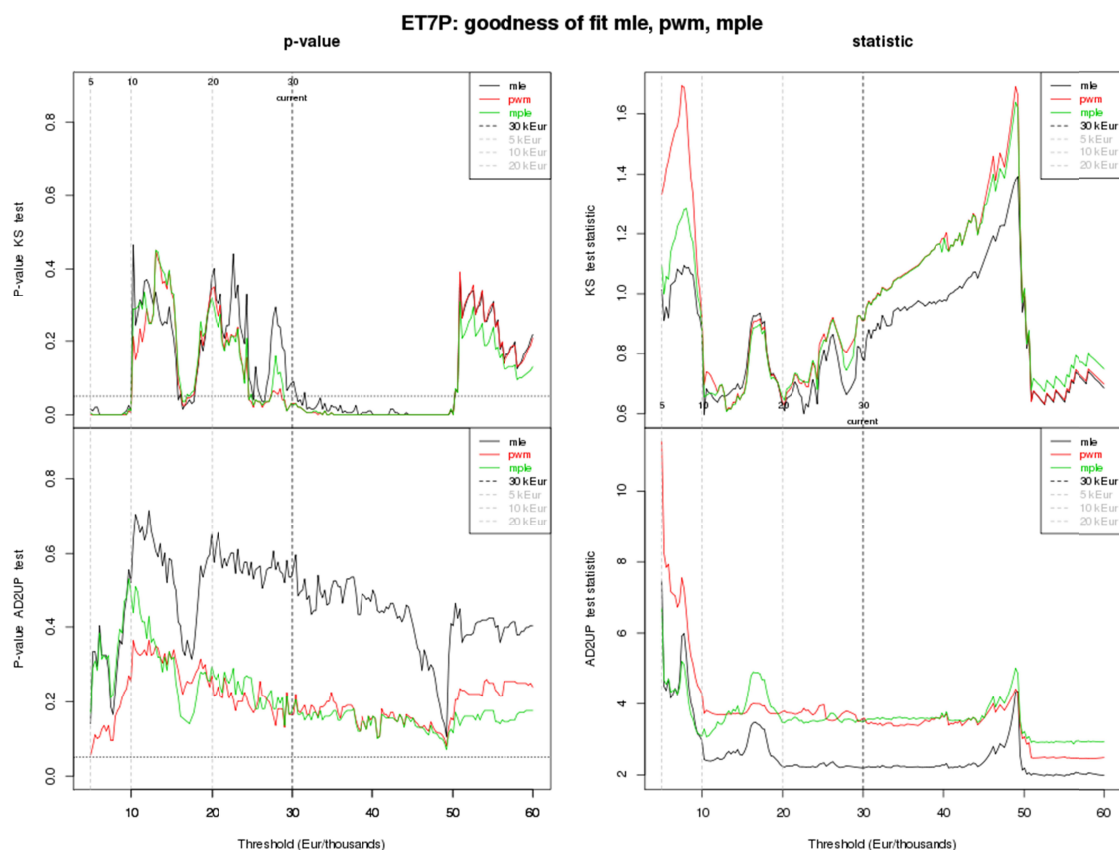 ET7P: goodness of fit mle, pwm, mple
p-value
statistic
5 10 20 30
current
mle
pwm
mple
30 kEur
5 kEur
10 kEur
20 kEur
P-value KS test
0.8
0.6
0.4
0.2
0.0
mle
pwm
mple
30 kEur
5 kEur
10 kEur
20 kEur
KS test statistic
1.6
1.4
1.2
1.0
0.8
0.6
5 10 20 30
current
mle
pwm
mple
30 kEur
5 kEur
10 kEur
20 kEur
P-value AD2UP test
0.8
0.6
0.4
0.2
0.0
10 20 30 40 50 60
Threshold (Eur/thousands)
mle
pwm
mple
30 kEur
5 kEur
10 kEur
20 kEur
AD2UP test statistic
10
8
6
4
2
10 20 30 40 50 60
Threshold (Eur/thousands)